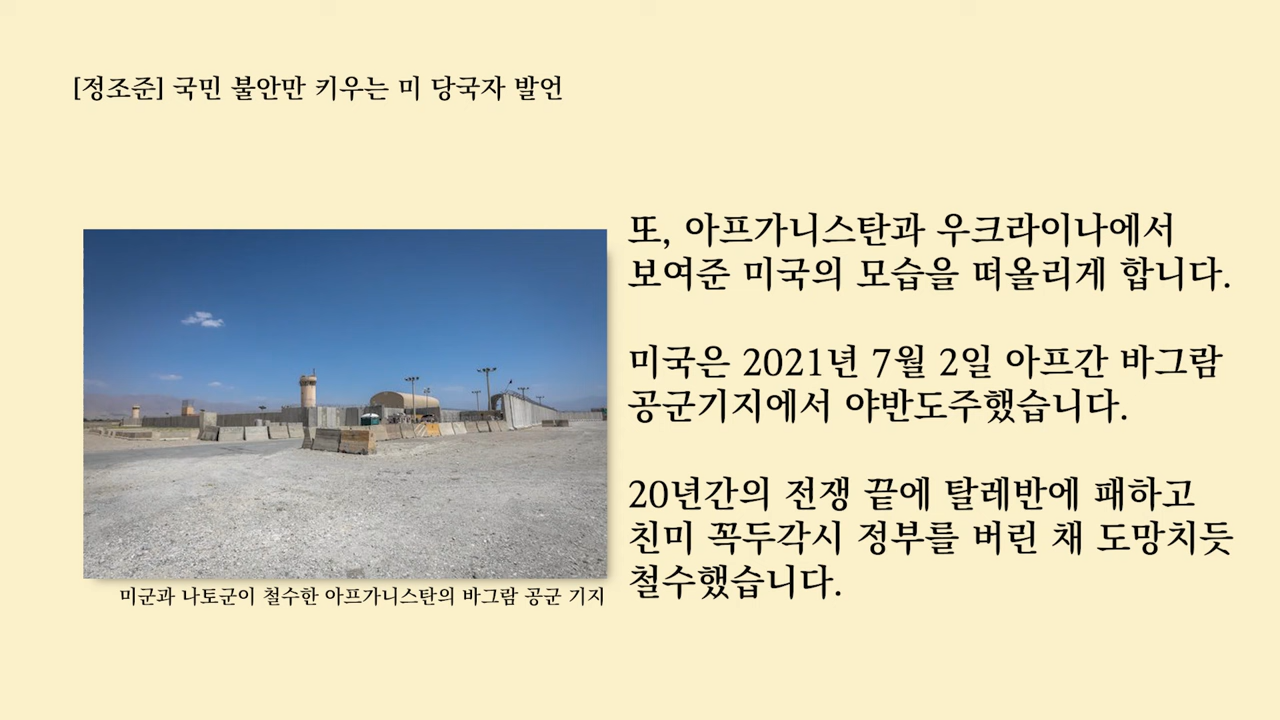 [정조준] 국민 불안만 키우는 미 당국자 발언
또, 아프가니스탄과 우크라이나에서
보여준 미국의 모습을 떠올리게 합니다.
미국은 2021년 7월 2일 아프간 바그람
공군기지에서 야반도주했습니다.
20년간의 전쟁 끝에 탈레반에 패하고
친미 꼭두각시 정부를 버린 채 도망치듯
철수했습니다.
미군과 나토군이 철수한 아프가니스탄의 바그람 공군 기지